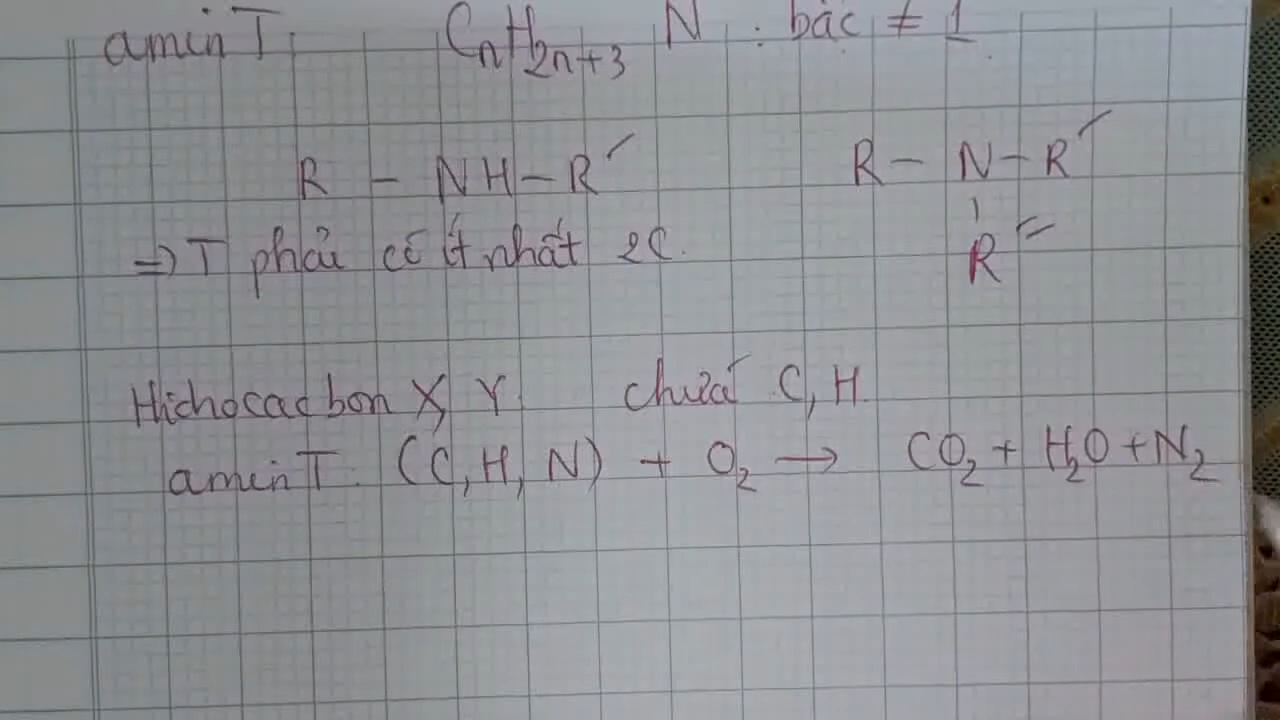 amin T: CnH2n+3 N : bậc ≠ 1
R – NH – R' R – N – R'
R''
=> T phải có ít nhất 2C.
Hiđrocacbon X, Y chứa C, H.
amin T: (C, H, N) + O2 → CO2 + H2O + N2